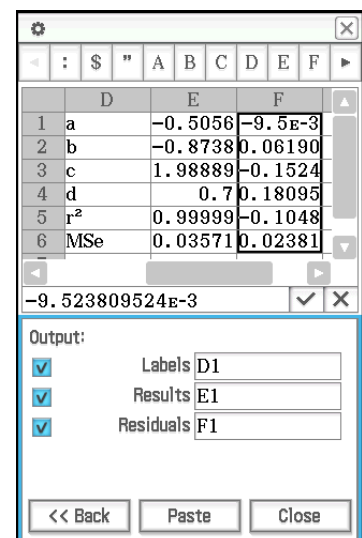 : $ " A B C D E F
D E F
1 a -0.5056 -9.5E-3
2 b -0.8738 0.06190
3 c 1.98889 -0.1524
4 d 0.7 0.18095
5 r² 0.99999 -0.1048
6 MSe 0.03571 0.02381
-9.523809524E-3
Output:
Labels D1
Results E1
Residuals F1
<< Back Paste Close